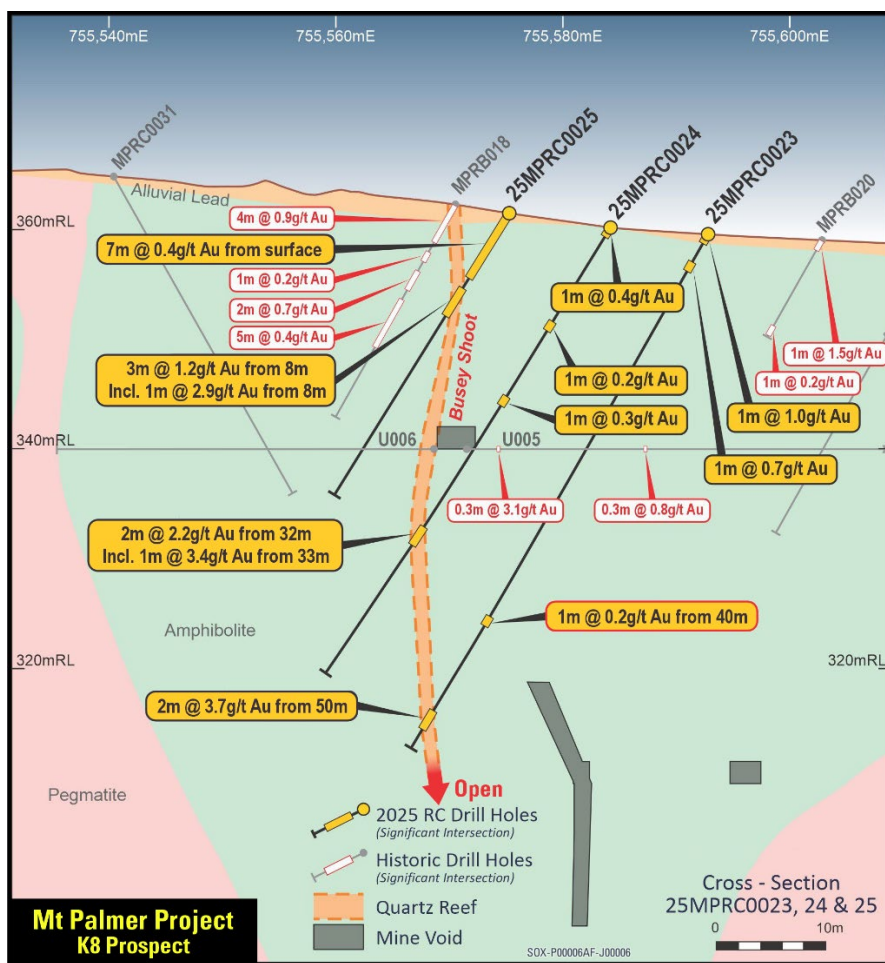 755,540mE
755,560mE
755,580mE
755,600mE
MPRC0031
MPRB018
25MPRC0025
25MPRC0024
25MPRC0023
MPRB020
Alluvial Lead
360mRL
4m @ 0.9g/t Au
7m @ 0.4g/t Au from surface
1m @ 0.2g/t Au
2m @ 0.7g/t Au
5m @ 0.4g/t Au
3m @ 1.2g/t Au from 8m
Incl. 1m @ 2.9g/t Au from 8m
Busey Shoot
1m @ 0.4g/t Au
1m @ 0.2g/t Au
1m @ 0.3g/t Au
1m @ 1.5g/t Au
1m @ 0.2g/t Au
1m @ 1.0g/t Au
1m @ 0.7g/t Au
340mRL
U006
U005
0.3m @ 3.1g/t Au
0.3m @ 0.8g/t Au
2m @ 2.2g/t Au from 32m
Incl. 1m @ 3.4g/t Au from 33m
Amphibolite
1m @ 0.2g/t Au from 40m
320mRL
320mRL
2m @ 3.7g/t Au from 50m
Pegmatite
Open
2025 RC Drill Holes
(Significant Intersection)
Historic Drill Holes
(Significant Intersection)
Quartz Reef
Mine Void
Cross - Section
25MPRC0023, 24 & 25
0
10m
Mt Palmer Project
K8 Prospect
SOX-P00006AF-J00006